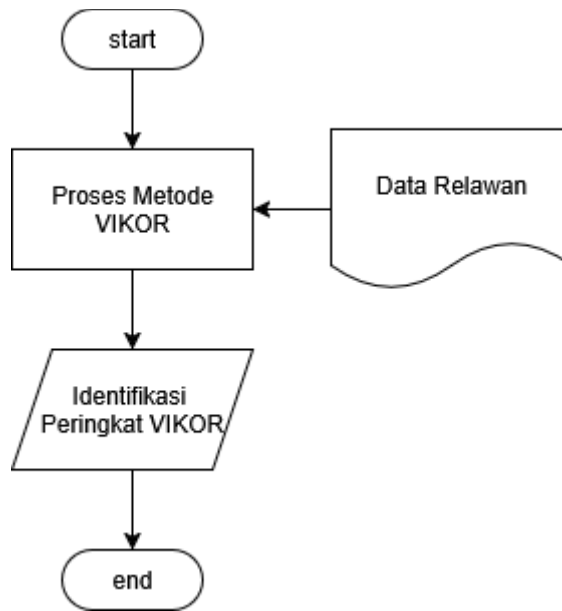 start
Proses Metode
VIKOR
Data Relawan
Identifikasi
Peringkat VIKOR
end